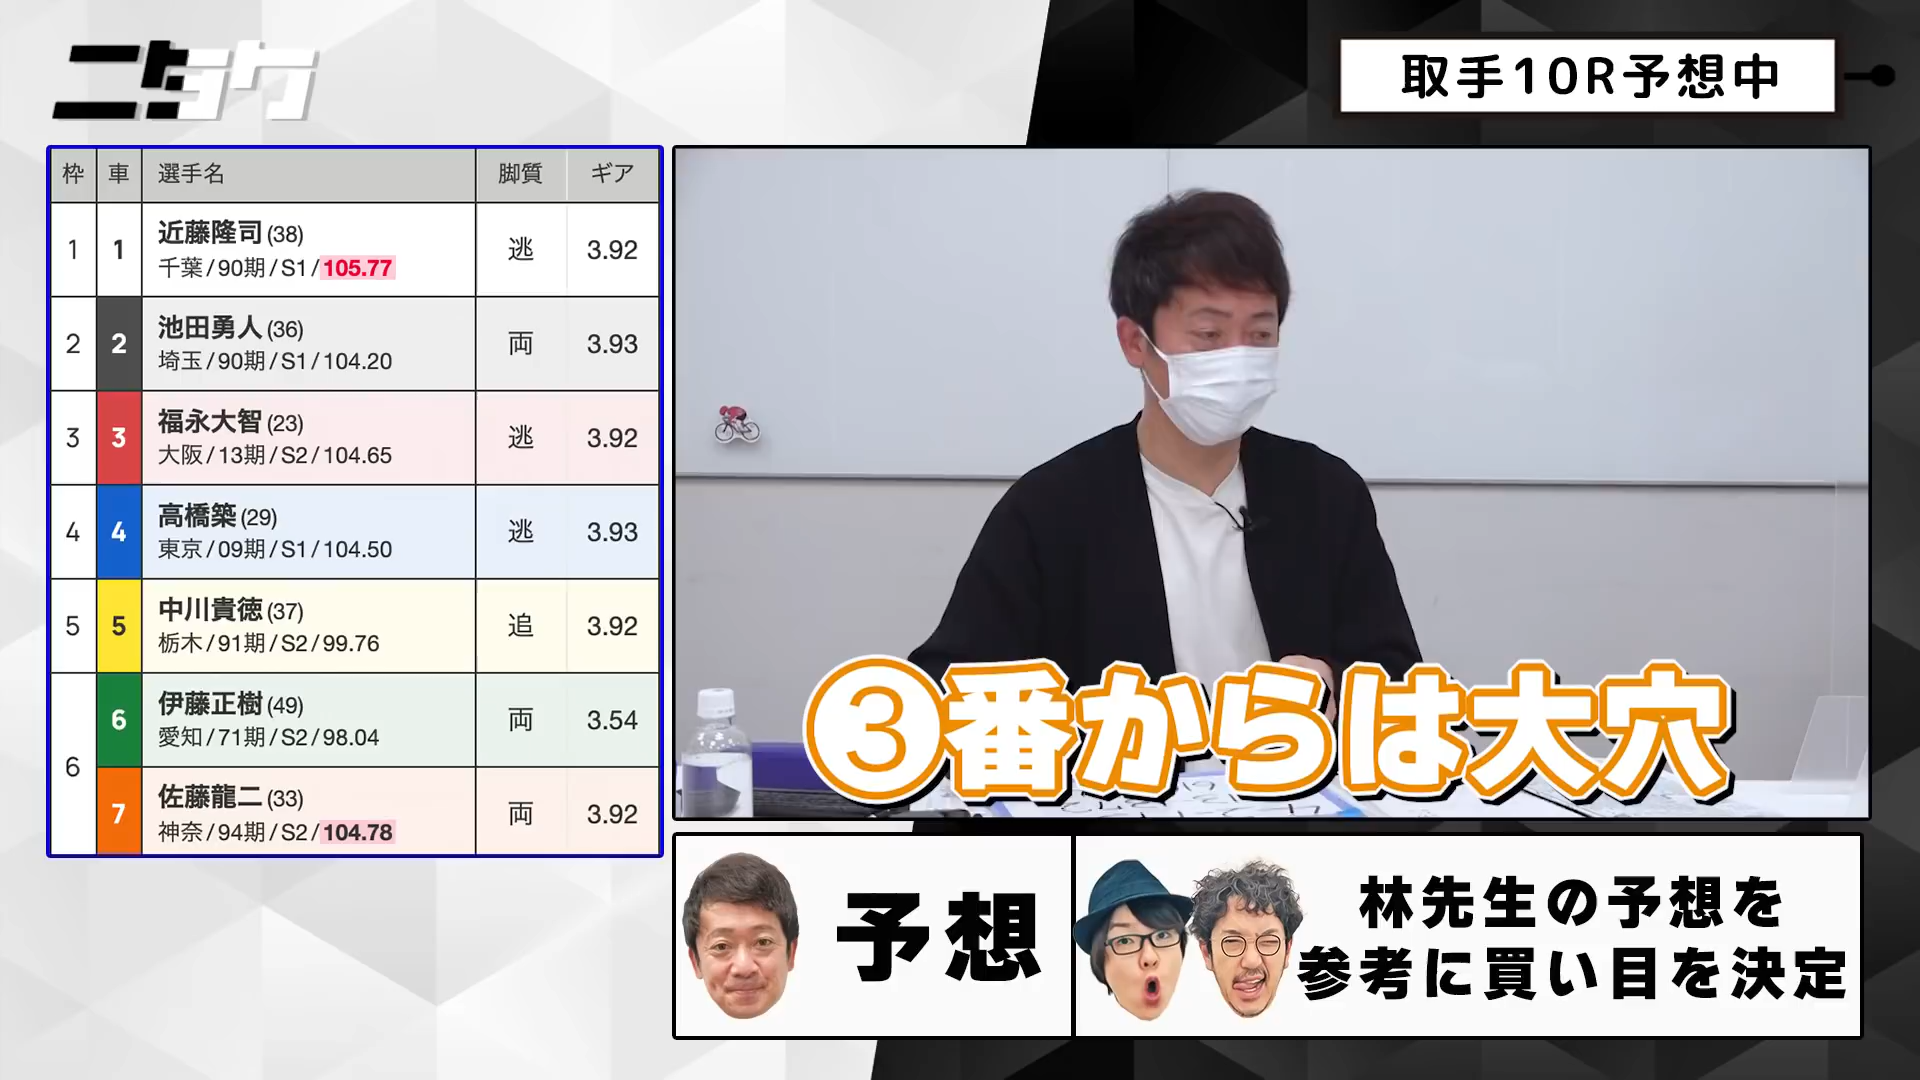 ニタク
取手10R予想中
枠 車 選手名 脚質 ギア
1 1 近藤隆司(38) 逃 3.92
千葉/90期/S1/105.77
2 2 池田勇人(36) 両 3.93
埼玉/90期/S1/104.20
3 3 福永大智(23) 逃 3.92
大阪/13期/S2/104.65
4 4 高橋築(29) 逃 3.93
東京/09期/S1/104.50
5 5 中川貴徳(37) 追 3.92
栃木/91期/S2/99.76
6 6 伊藤正樹(49) 両 3.54
愛知/71期/S2/98.04
7 佐藤龍二(33) 両 3.92
神奈/94期/S2/104.78
③番からは大穴
予想
林先生の予想を
参考に買い目を決定